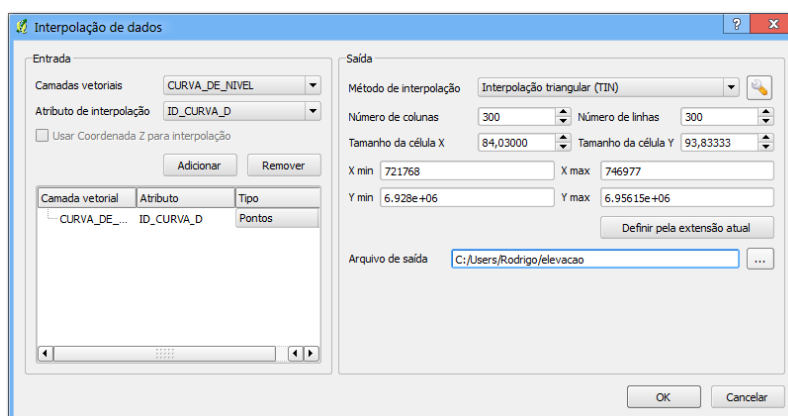 Interpolação de dados
Entrada
Camadas vetoriais CURVA_DE_NIVEL
Atributo de interpolação ID_CURVA_D
Usar Coordenada Z para interpolação
Adicionar Remover
Camada vetorial Atributo Tipo
CURVA_DE_... ID_CURVA_D Pontos
Saída
Método de interpolação Interpolação triangular (TIN)
Número de colunas 300 Número de linhas 300
Tamanho da célula X 84,03000 Tamanho da célula Y 93,83333
X min 721768 X max 746977
Y min 6.928e+06 Y max 6.95615e+06
Definir pela extensão atual
Arquivo de saída C:/Users/Rodrigo/elevacao ...
OK Cancelar